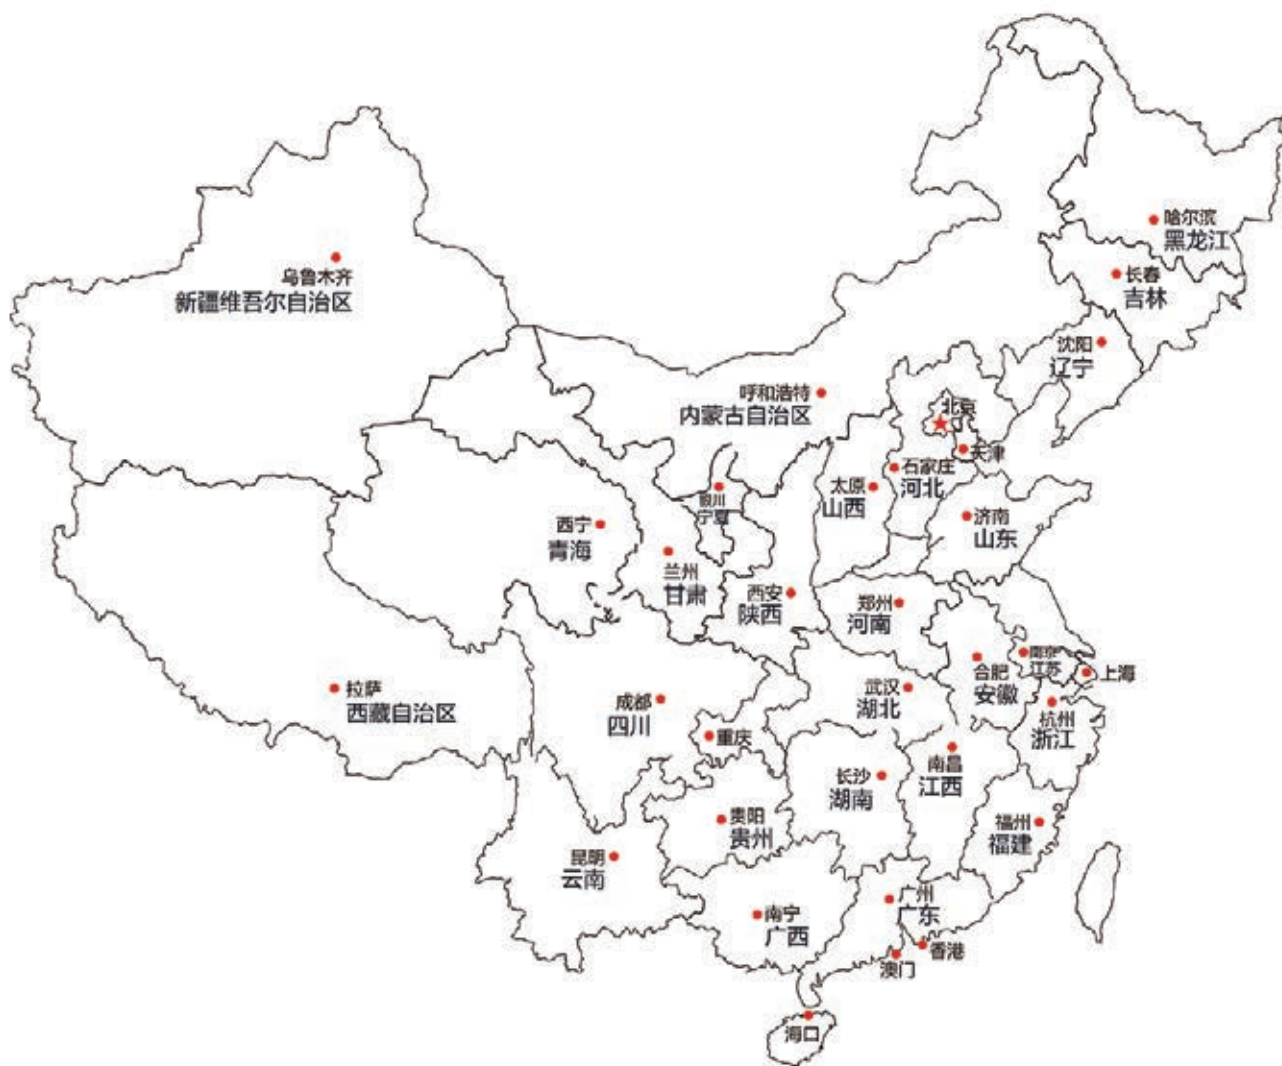 哈尔滨
黑龙江
长春
吉林
乌鲁木齐
新疆维吾尔自治区
沈阳
辽宁
呼和浩特
内蒙古自治区
北京
天津
石家庄
河北
太原
山西
银川
宁夏
济南
山东
西宁
青海
兰州
甘肃
西安
陕西
郑州
河南
南京
江苏
上海
合肥
安徽
拉萨
西藏自治区
成都
四川
武汉
湖北
杭州
浙江
重庆
南昌
江西
长沙
湖南
贵阳
贵州
福州
福建
昆明
云南
广州
广东
南宁
广西
香港
澳门
海口